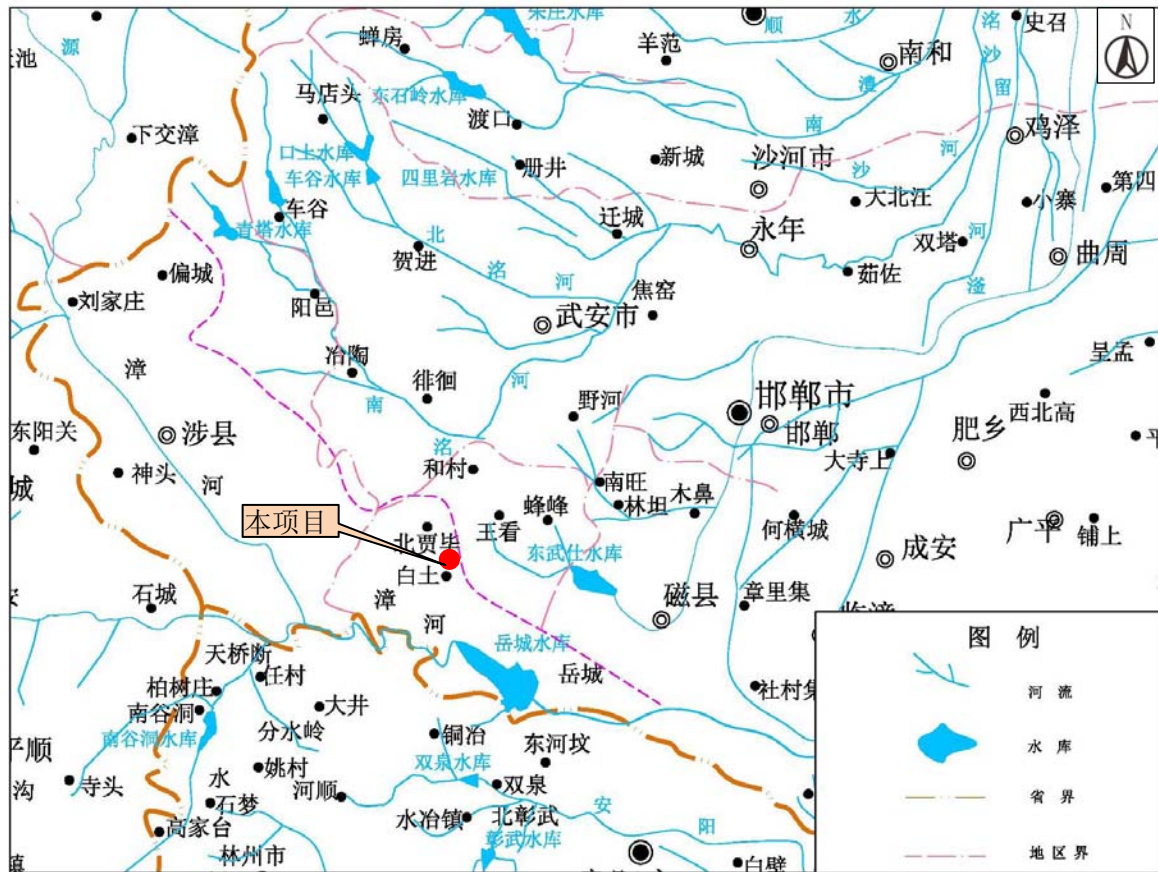 源
蝉房
朱庄水库
羊范
顺
水
南和
洺
史召
N
沙
池
马店头
东石岭水库
渡口
澧
留
下交漳
南
鸡泽
口上水库
车谷水库
四里岩水库
册井
新城
沙河市
沙
河
大北汪
小寨
第四
车谷
青塔水库
迁城
永年
双塔
河
北
贺进
洺
河
曲周
偏城
刘家庄
阳邑
焦窑
茹佐
滏
武安市
漳
冶陶
徘徊
河
呈孟
南
野河
邯郸市
西北高
东阳关
涉县
洺
邯郸
肥乡
平
神头
和村
大寺上
城
河
南旺
林坦
木鼻
本项目
北贾毕
王看
蜂峰
何横城
广平
铺上
东武仕水库
成安
白土
石城
漳
磁县
章里集
河
临漳
天桥断
岳城水库
图 例
任村
岳城
柏树庄
社村集
河 流
南谷洞
大井
南谷洞水库
分水岭
铜冶
东河坟
平顺
水 库
姚村
双泉水库
寺头
水
河顺
双泉
沟
石梦
安
省 界
高家台
水冶镇
北彰武
阳
林州市
彰武水库
白壁
地 区 界
镇